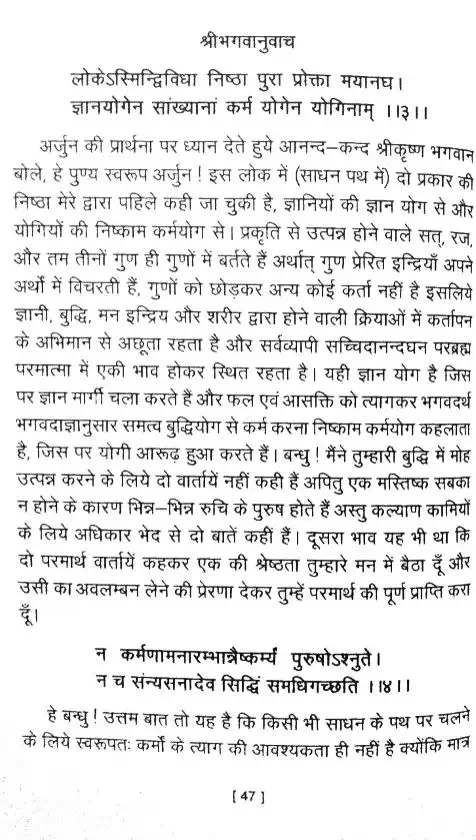 श्रीभगवानुवाच
लोकेऽस्मिन्द्विविधा निष्ठा पुरा प्रोक्ता मयानघ।
ज्ञानयोगेन सांख्यानां कर्म योगेन योगिनाम् ।।३।।
अर्जुन की प्रार्थना पर ध्यान देते हुये आनन्द–कन्द श्रीकृष्ण भगवान
बोले, हे पुण्य स्वरूप अर्जुन ! इस लोक में (साधन पथ में) दो प्रकार की
निष्ठा मेरे द्वारा पहिले कही जा चुकी है, ज्ञानियों की ज्ञान योग से और
योगियों की निष्काम कर्मयोग से। प्रकृति से उत्पन्न होने वाले सत्, रज,
और तम तीनों गुण ही गुणों में बर्तते हैं अर्थात् गुण प्रेरित इन्द्रियाँ अपने
अर्थो में विचरती हैं, गुणों को छोड़कर अन्य कोई कर्ता नहीं है इसलिये
ज्ञानी, बुद्धि, मन इन्द्रिय और शरीर द्वारा होने वाली क्रियाओं में कर्तापन
के अभिमान से अछूता रहता है और सर्वव्यापी सच्चिदानन्दघन परब्रह्म
परमात्मा में एकी भाव होकर स्थित रहता है। यही ज्ञान योग है जिस
पर ज्ञान मार्गी चला करते हैं और फल एवं आसक्ति को त्यागकर भगवदर्थ
भगवदाज्ञानुसार समत्व बुद्धियोग से कर्म करना निष्काम कर्मयोग कहलाता
है, जिस पर योगी आरूढ़ हुआ करते हैं। बन्धु ! मैंने तुम्हारी बुद्धि में मोह
उत्पन्न करने के लिये दो वार्तायें नहीं कही हैं अपितु एक मस्तिष्क सबका
न होने के कारण भिन्न–भिन्न रुचि के पुरुष होते हैं अस्तु कल्याण कामियों
के लिये अधिकार भेद से दो बातें कहीं हैं। दूसरा भाव यह भी था कि
दो परमार्थ वार्तायें कहकर एक की श्रेष्ठता तुम्हारे मन में बैठा दूँ और
उसी का अवलम्बन लेने की प्रेरणा देकर तुम्हें परमार्थ की पूर्ण प्राप्ति करा
दूँ।
न कर्मणामनारम्भान्नैष्कर्म्यं पुरुषोऽश्नुते।
न च संन्यसनादेव सिद्धिं समधिगच्छति ।।४।।
हे बन्धु ! उत्तम बात तो यह है कि किसी भी साधन के पथ पर चलने
के लिये स्वरूपतः कर्मों के त्याग की आवश्यकता ही नहीं है क्योंकि मात्र
[ 47 ]